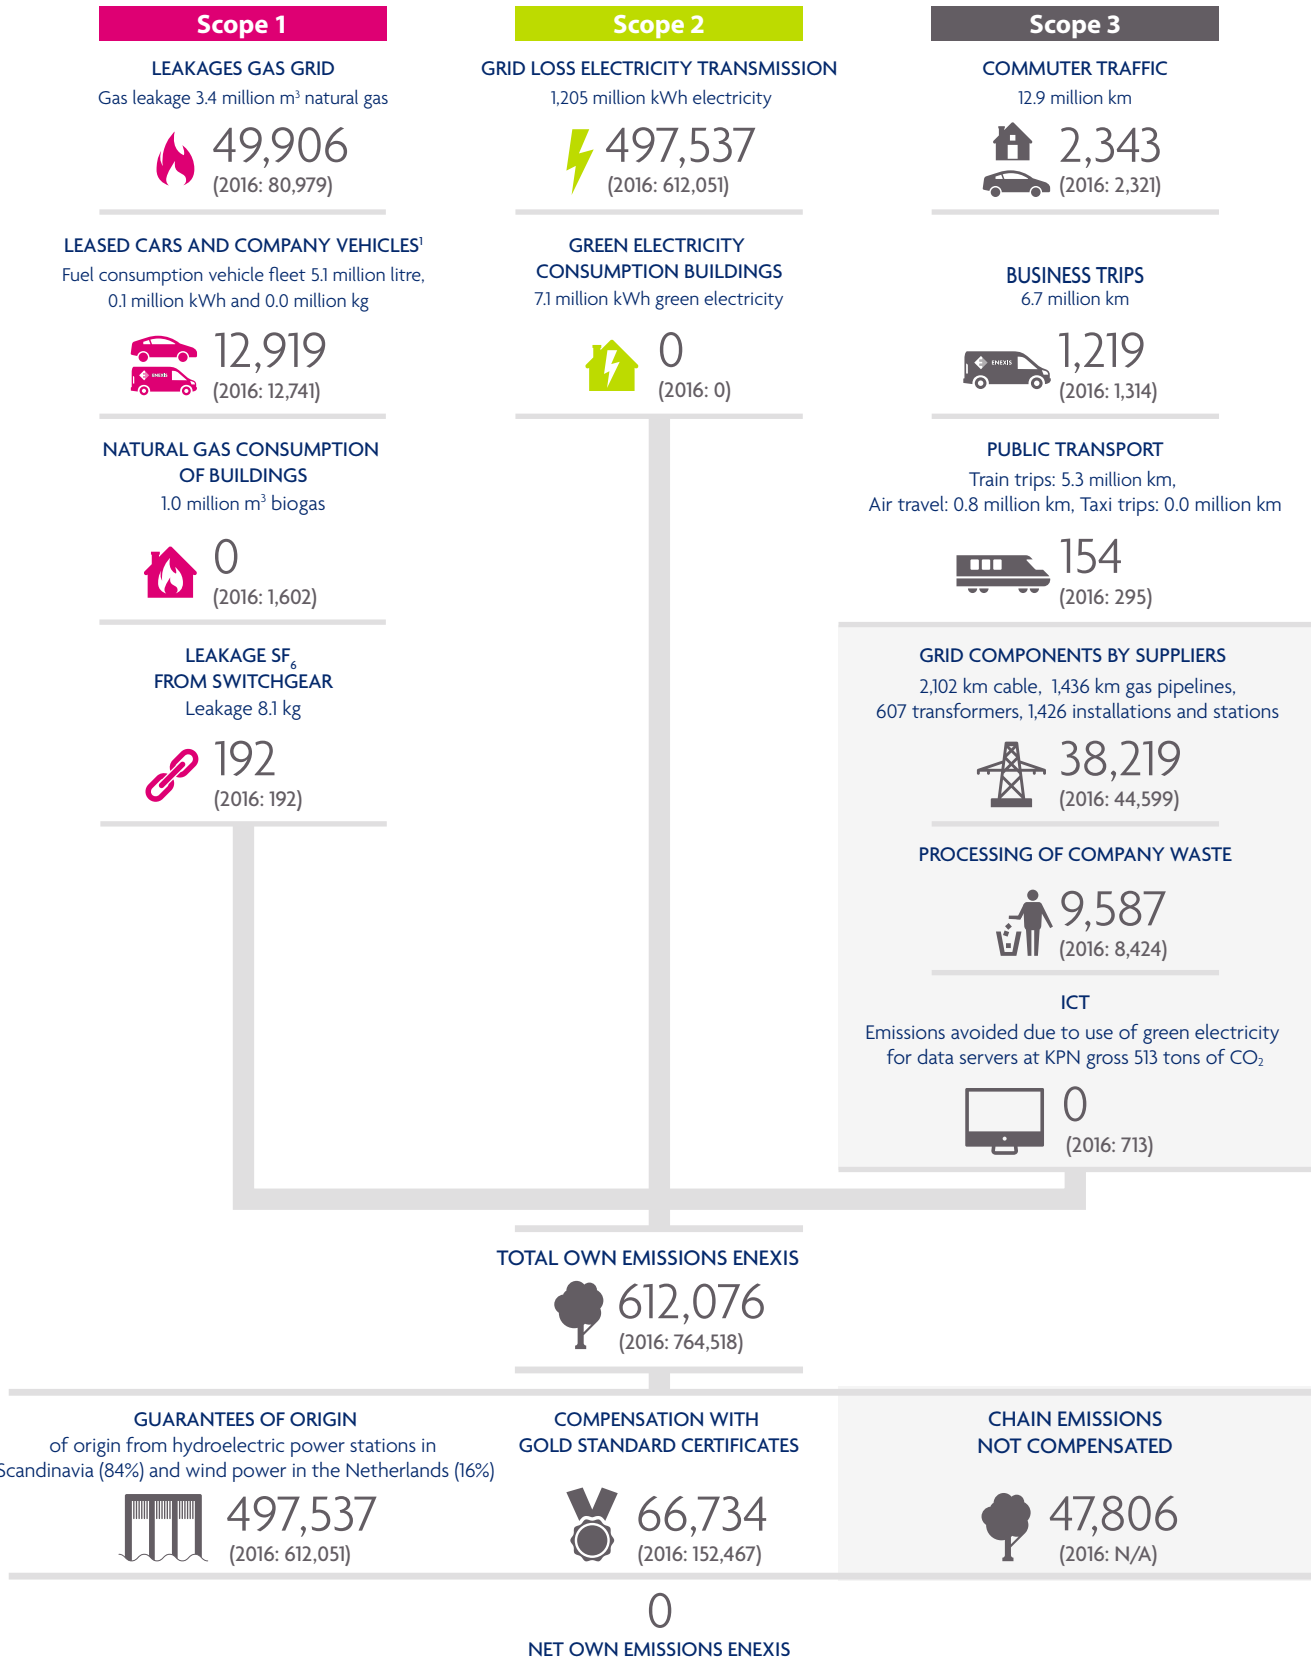 Scope 1
LEAKAGES GAS GRID
Gas leakage 3.4 million m³ natural gas
49,906
(2016: 80,979)
LEASED CARS AND COMPANY VEHICLES¹
Fuel consumption vehicle fleet 5.1 million litre,
0.1 million kWh and 0.0 million kg
ENEXIS
12,919
(2016: 12,741)
NATURAL GAS CONSUMPTION
OF BUILDINGS
1.0 million m³ biogas
0
(2016: 1,602)
LEAKAGE SF₆
FROM SWITCHGEAR
Leakage 8.1 kg
192
(2016: 192)
Scope 2
GRID LOSS ELECTRICITY TRANSMISSION
1,205 million kWh electricity
497,537
(2016: 612,051)
GREEN ELECTRICITY
CONSUMPTION BUILDINGS
7.1 million kWh green electricity
0
(2016: 0)
Scope 3
COMMUTER TRAFFIC
12.9 million km
2,343
(2016: 2,321)
BUSINESS TRIPS
6.7 million km
ENEXIS
1,219
(2016: 1,314)
PUBLIC TRANSPORT
Train trips: 5.3 million km,
Air travel: 0.8 million km, Taxi trips: 0.0 million km
154
(2016: 295)
GRID COMPONENTS BY SUPPLIERS
2,102 km cable, 1,436 km gas pipelines,
607 transformers, 1,426 installations and stations
38,219
(2016: 44,599)
PROCESSING OF COMPANY WASTE
9,587
(2016: 8,424)
ICT
Emissions avoided due to use of green electricity
for data servers at KPN gross 513 tons of CO₂
0
(2016: 713)
TOTAL OWN EMISSIONS ENEXIS
612,076
(2016: 764,518)
GUARANTEES OF ORIGIN
of origin from hydroelectric power stations in
Scandinavia (84%) and wind power in the Netherlands (16%)
497,537
(2016: 612,051)
COMPENSATION WITH
GOLD STANDARD CERTIFICATES
66,734
(2016: 152,467)
CHAIN EMISSIONS
NOT COMPENSATED
47,806
(2016: N/A)
0
NET OWN EMISSIONS ENEXIS